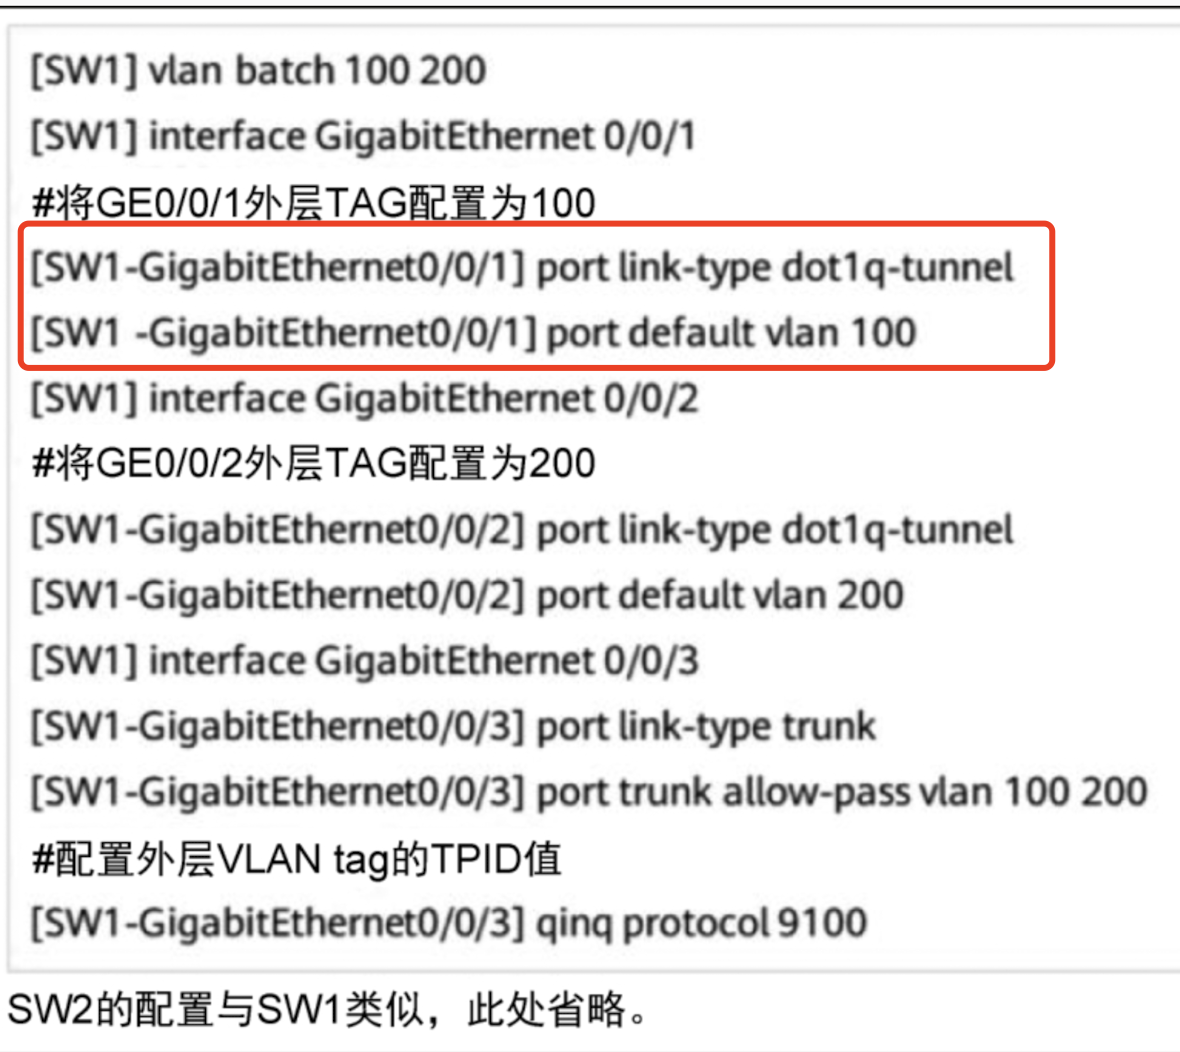 [SW1] vlan batch 100 200
[SW1] interface GigabitEthernet 0/0/1
#将GE0/0/1外层TAG配置为100
[SW1-GigabitEthernet0/0/1] port link-type dot1q-tunnel
[SW1 -GigabitEthernet0/0/1] port default vlan 100
[SW1] interface GigabitEthernet 0/0/2
#将GE0/0/2外层TAG配置为200
[SW1-GigabitEthernet0/0/2] port link-type dot1q-tunnel
[SW1-GigabitEthernet0/0/2] port default vlan 200
[SW1] interface GigabitEthernet 0/0/3
[SW1-GigabitEthernet0/0/3] port link-type trunk
[SW1-GigabitEthernet0/0/3] port trunk allow-pass vlan 100 200
#配置外层VLAN tag的TPID值
[SW1-GigabitEthernet0/0/3] qinq protocol 9100
SW2的配置与SW1类似，此处省略。